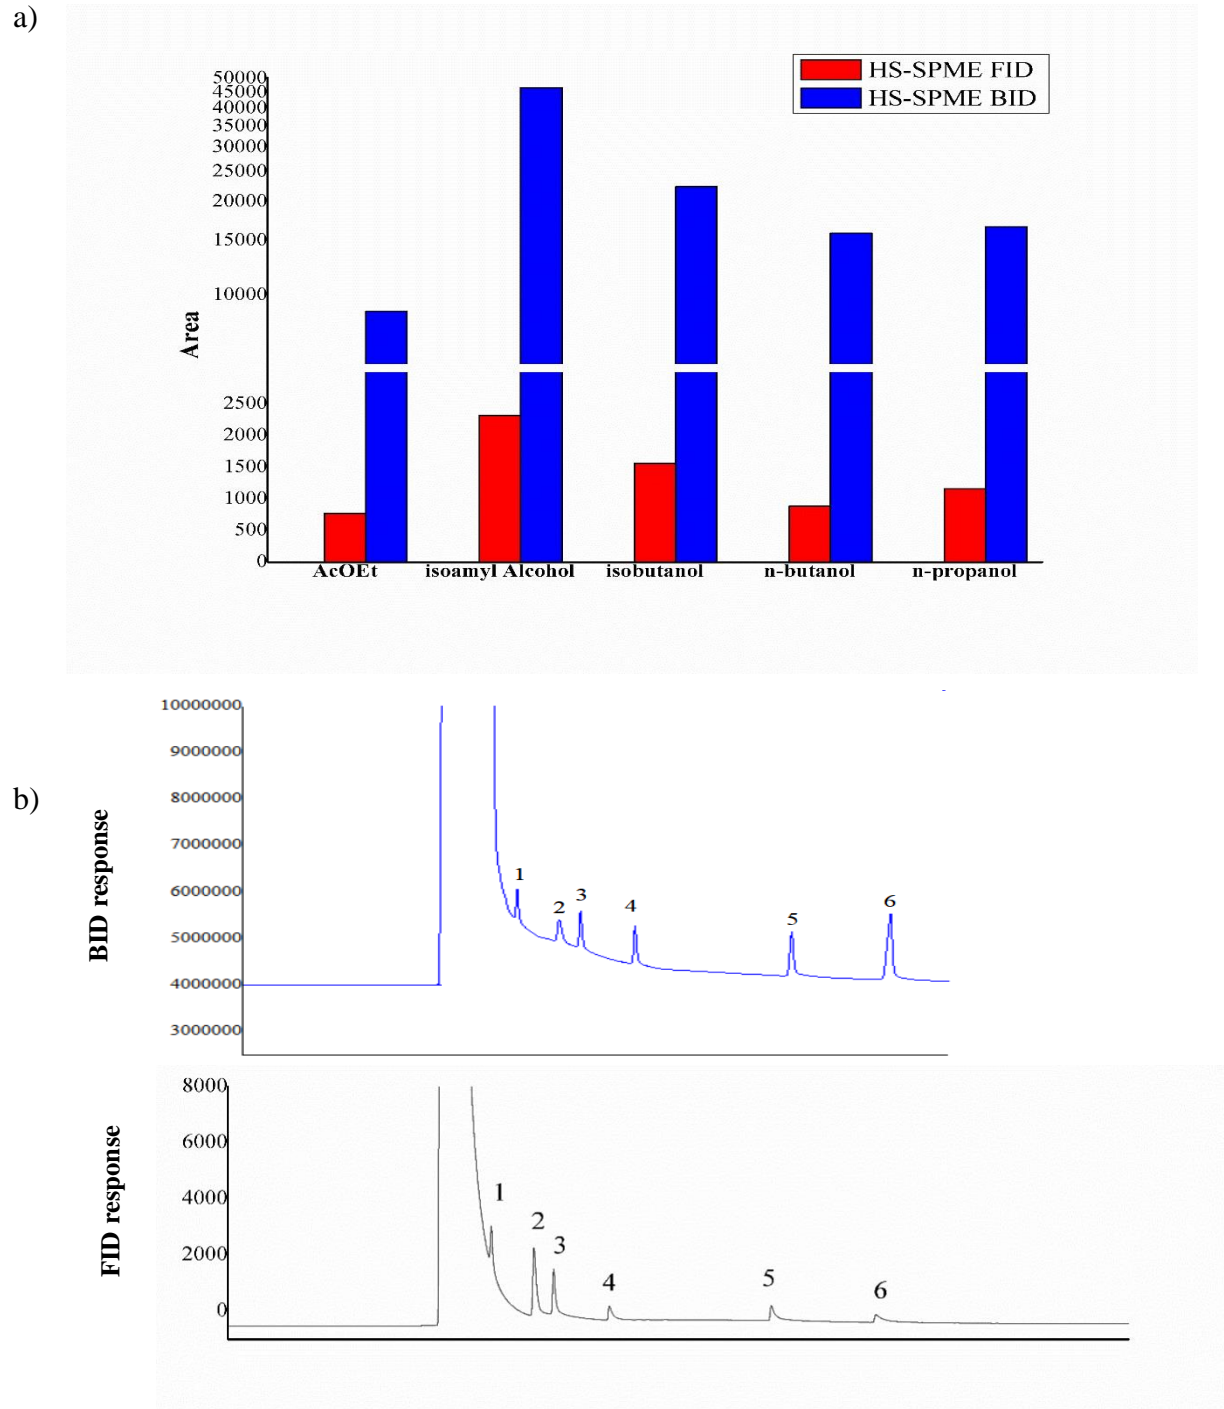 a)
HS-SPME FID
HS-SPME BID
50000
45000
40000
35000
30000
25000
20000
15000
10000
Area
2500
2000
1500
1000
500
0
AcOEt isoamyl Alcohol isobutanol n-butanol n-propanol
b)
BID response
10000000
9000000
8000000
7000000
6000000
5000000
4000000
3000000
1 2 3 4 5 6
FID response
8000
6000
4000
2000
0
1 2 3 4 5 6